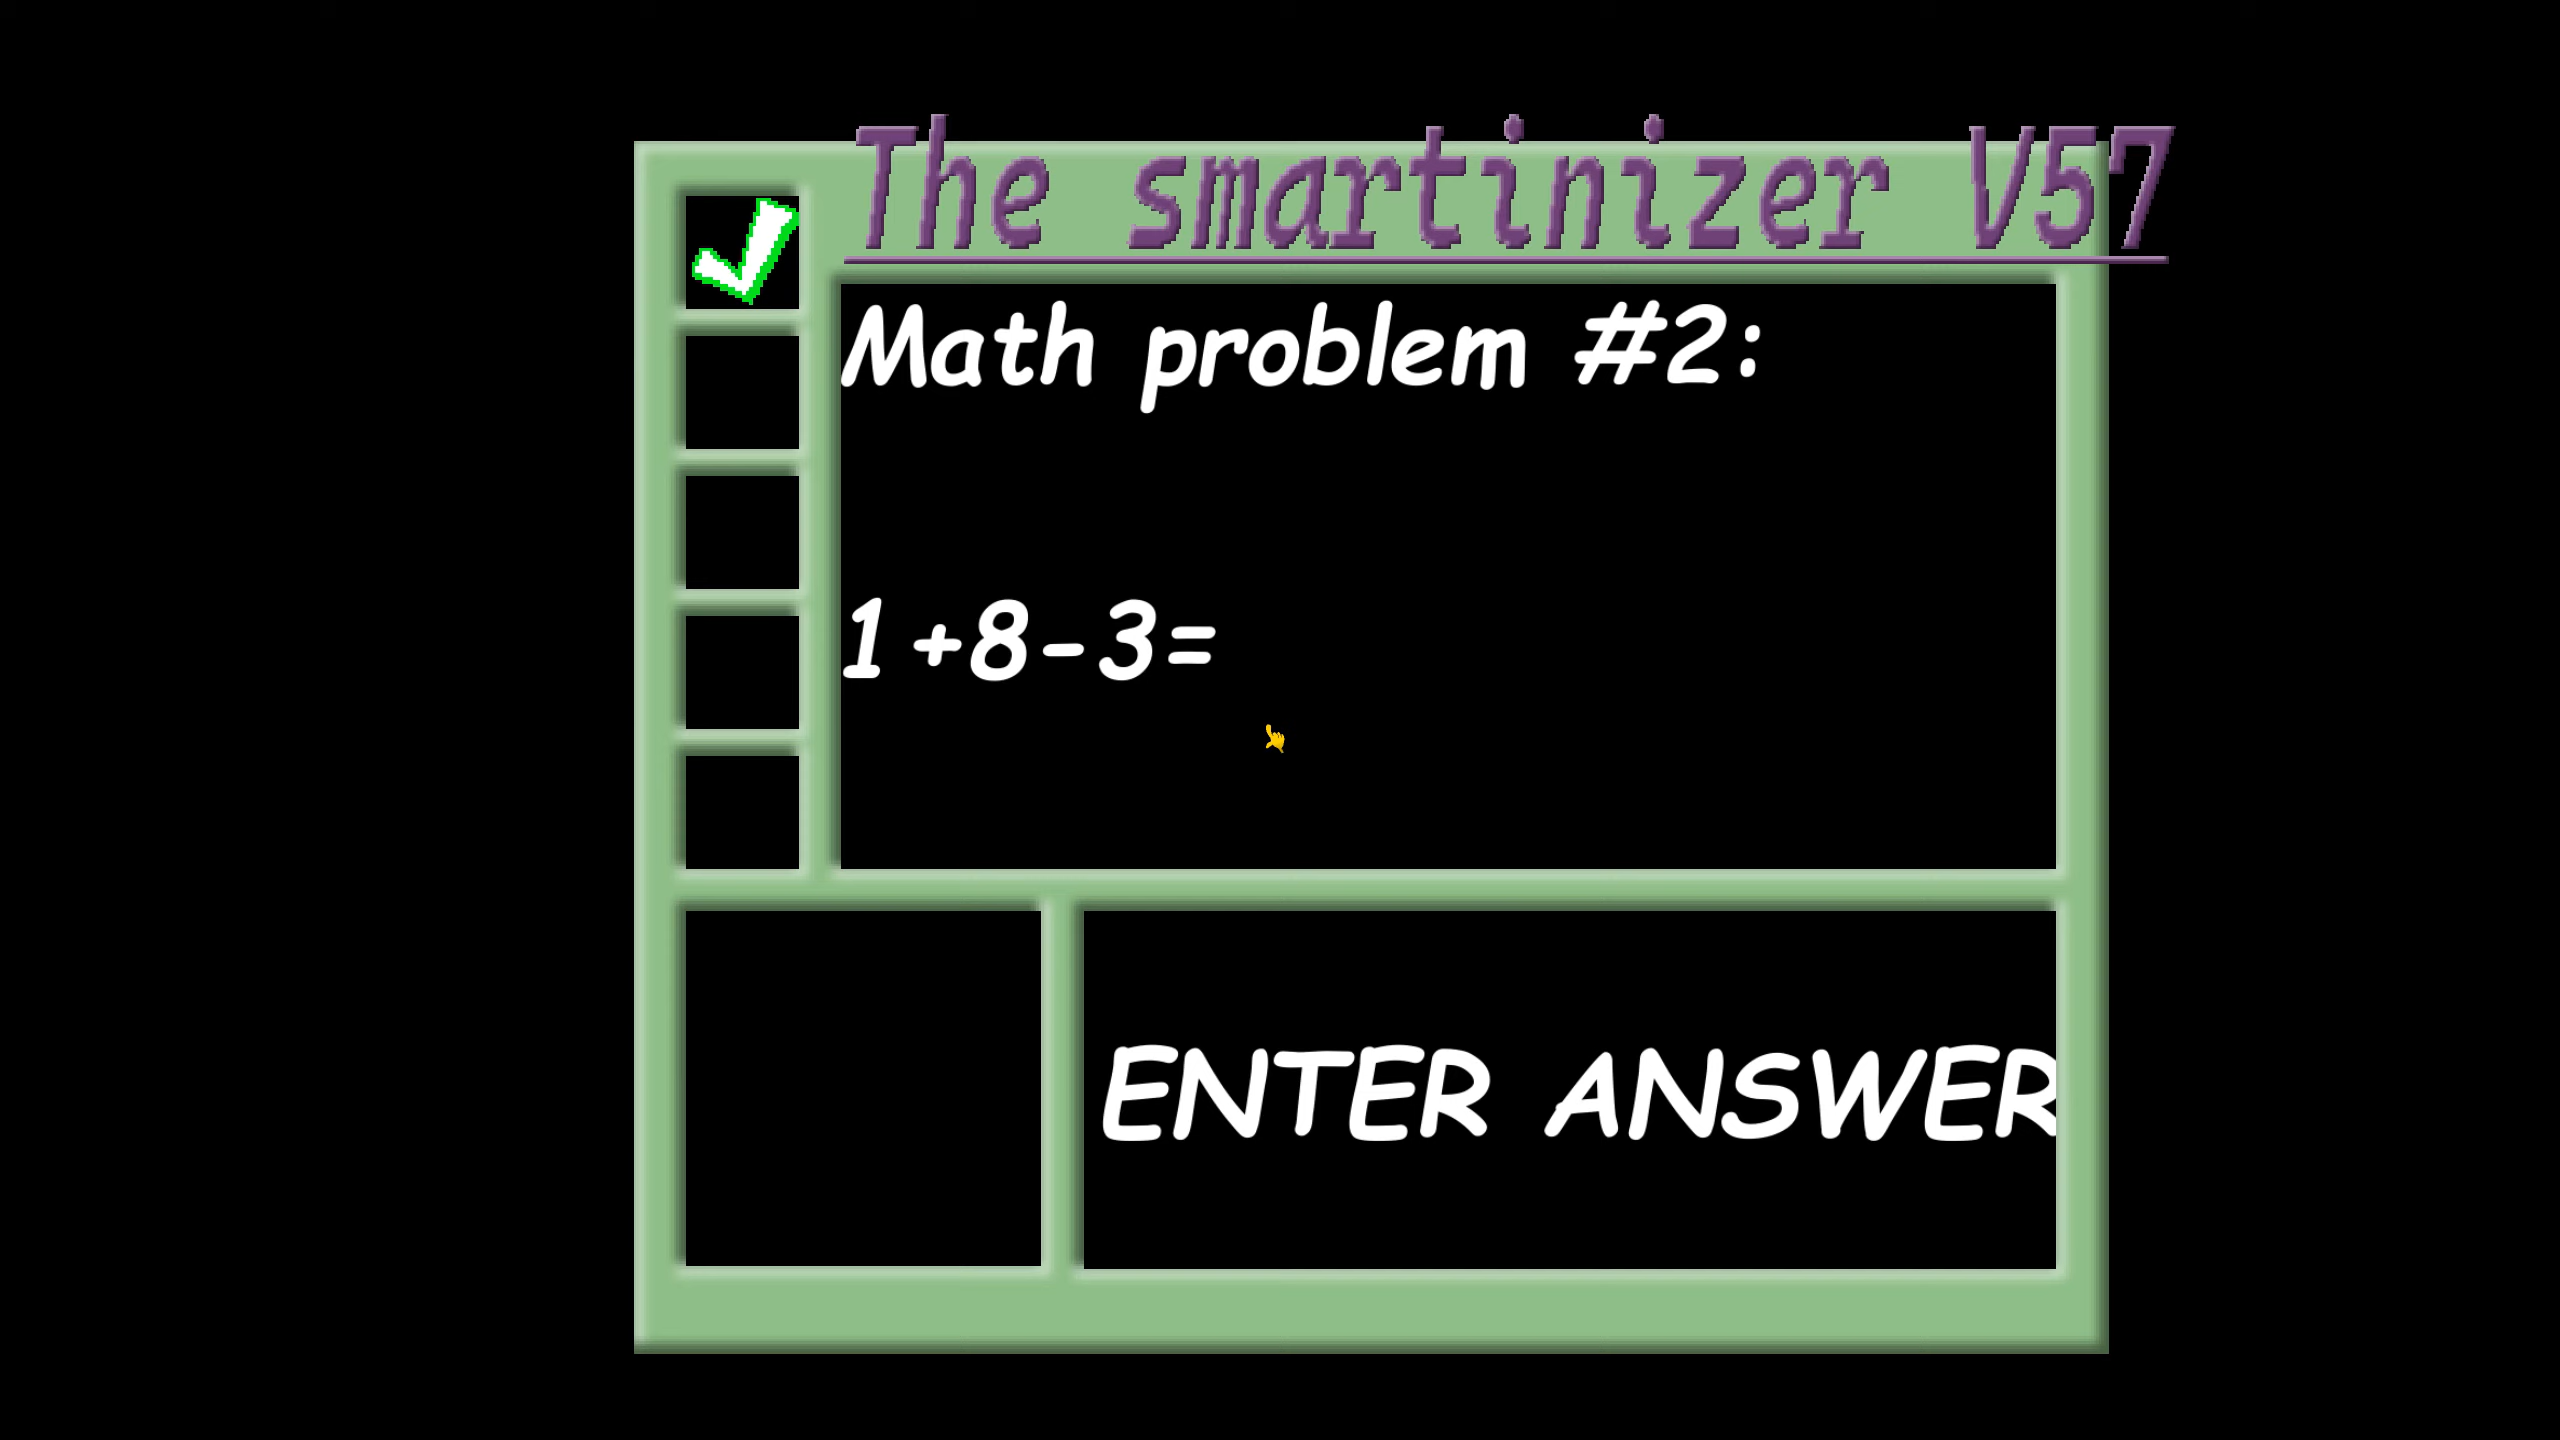 The smartinizer V57
Math problem #2:
1+8-3=
ENTER ANSWER